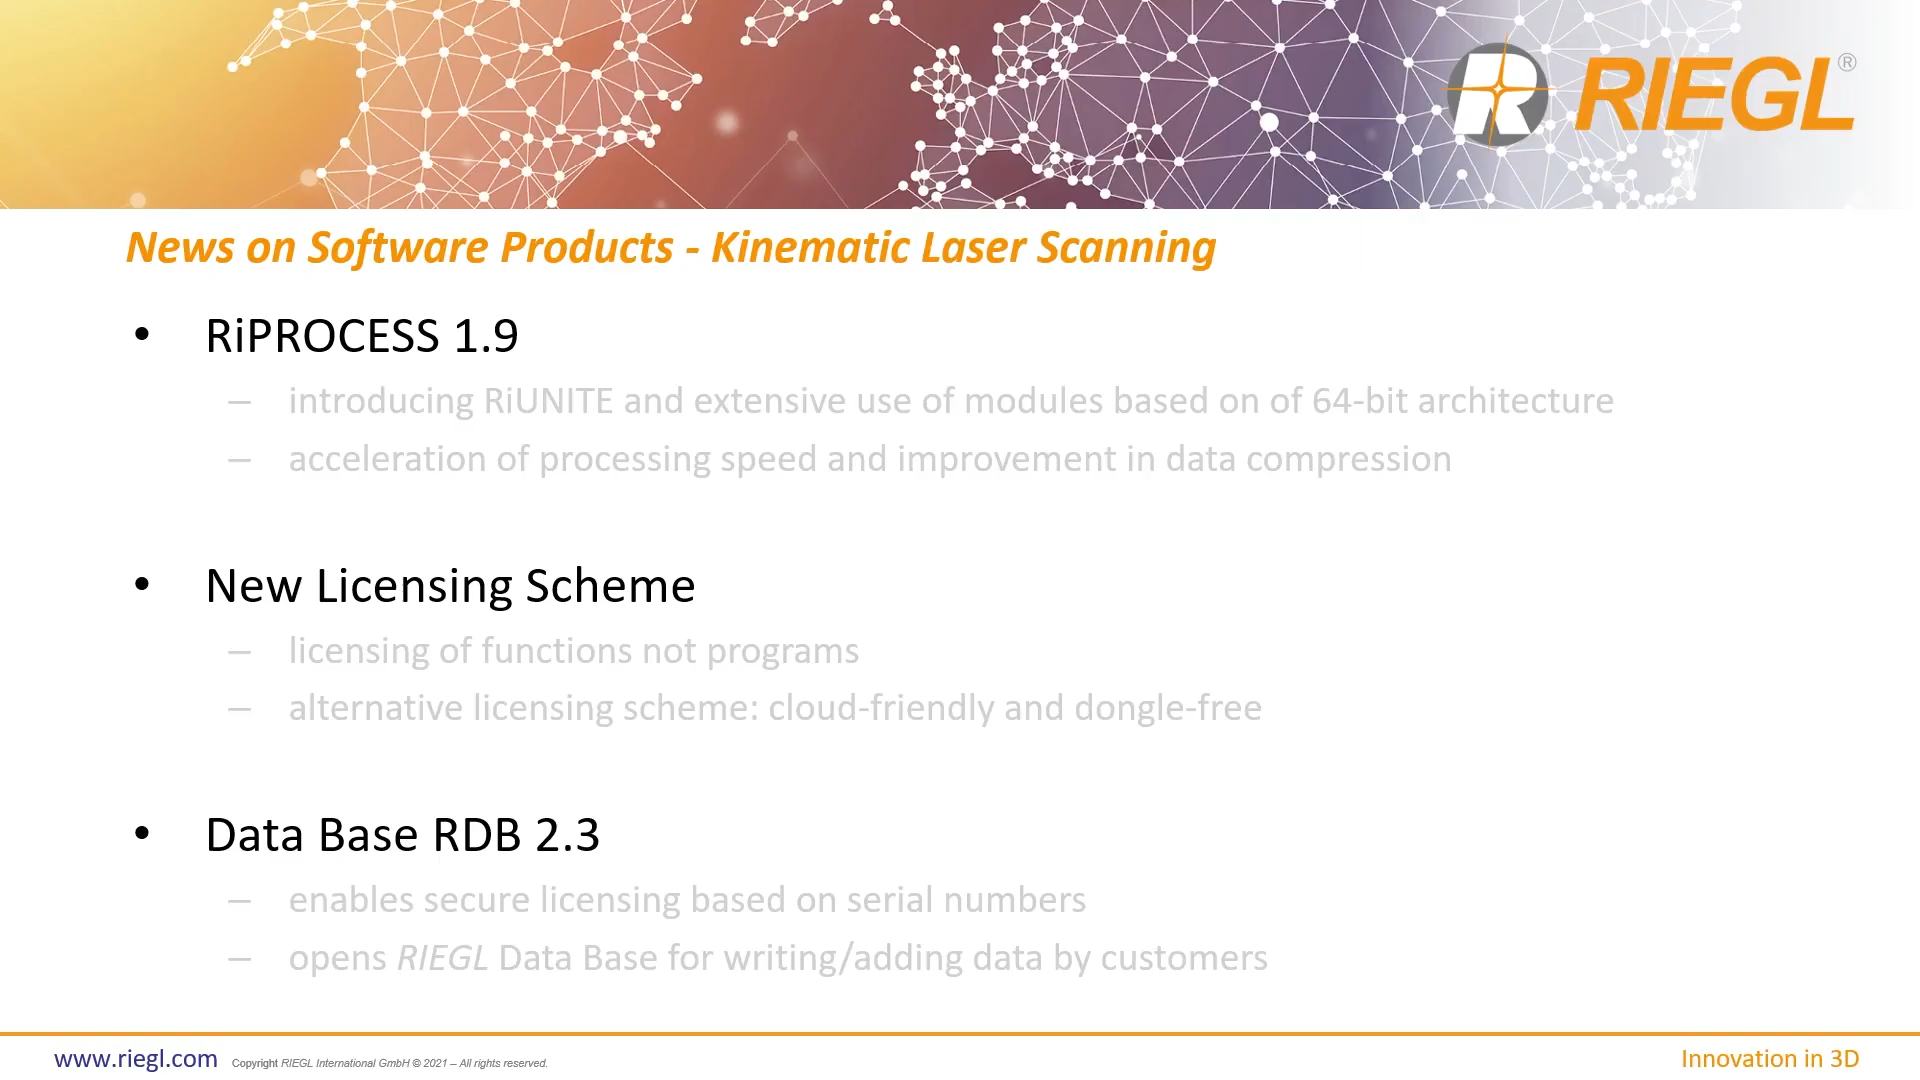 RIEGL®
News on Software Products - Kinematic Laser Scanning
• RiPROCESS 1.9
– introducing RiUNITE and extensive use of modules based on of 64-bit architecture
– acceleration of processing speed and improvement in data compression
• New Licensing Scheme
– licensing of functions not programs
– alternative licensing scheme: cloud-friendly and dongle-free
• Data Base RDB 2.3
– enables secure licensing based on serial numbers
– opens RIEGL Data Base for writing/adding data by customers
www.riegl.com Copyright RIEGL International GmbH © 2021 – All rights reserved. Innovation in 3D